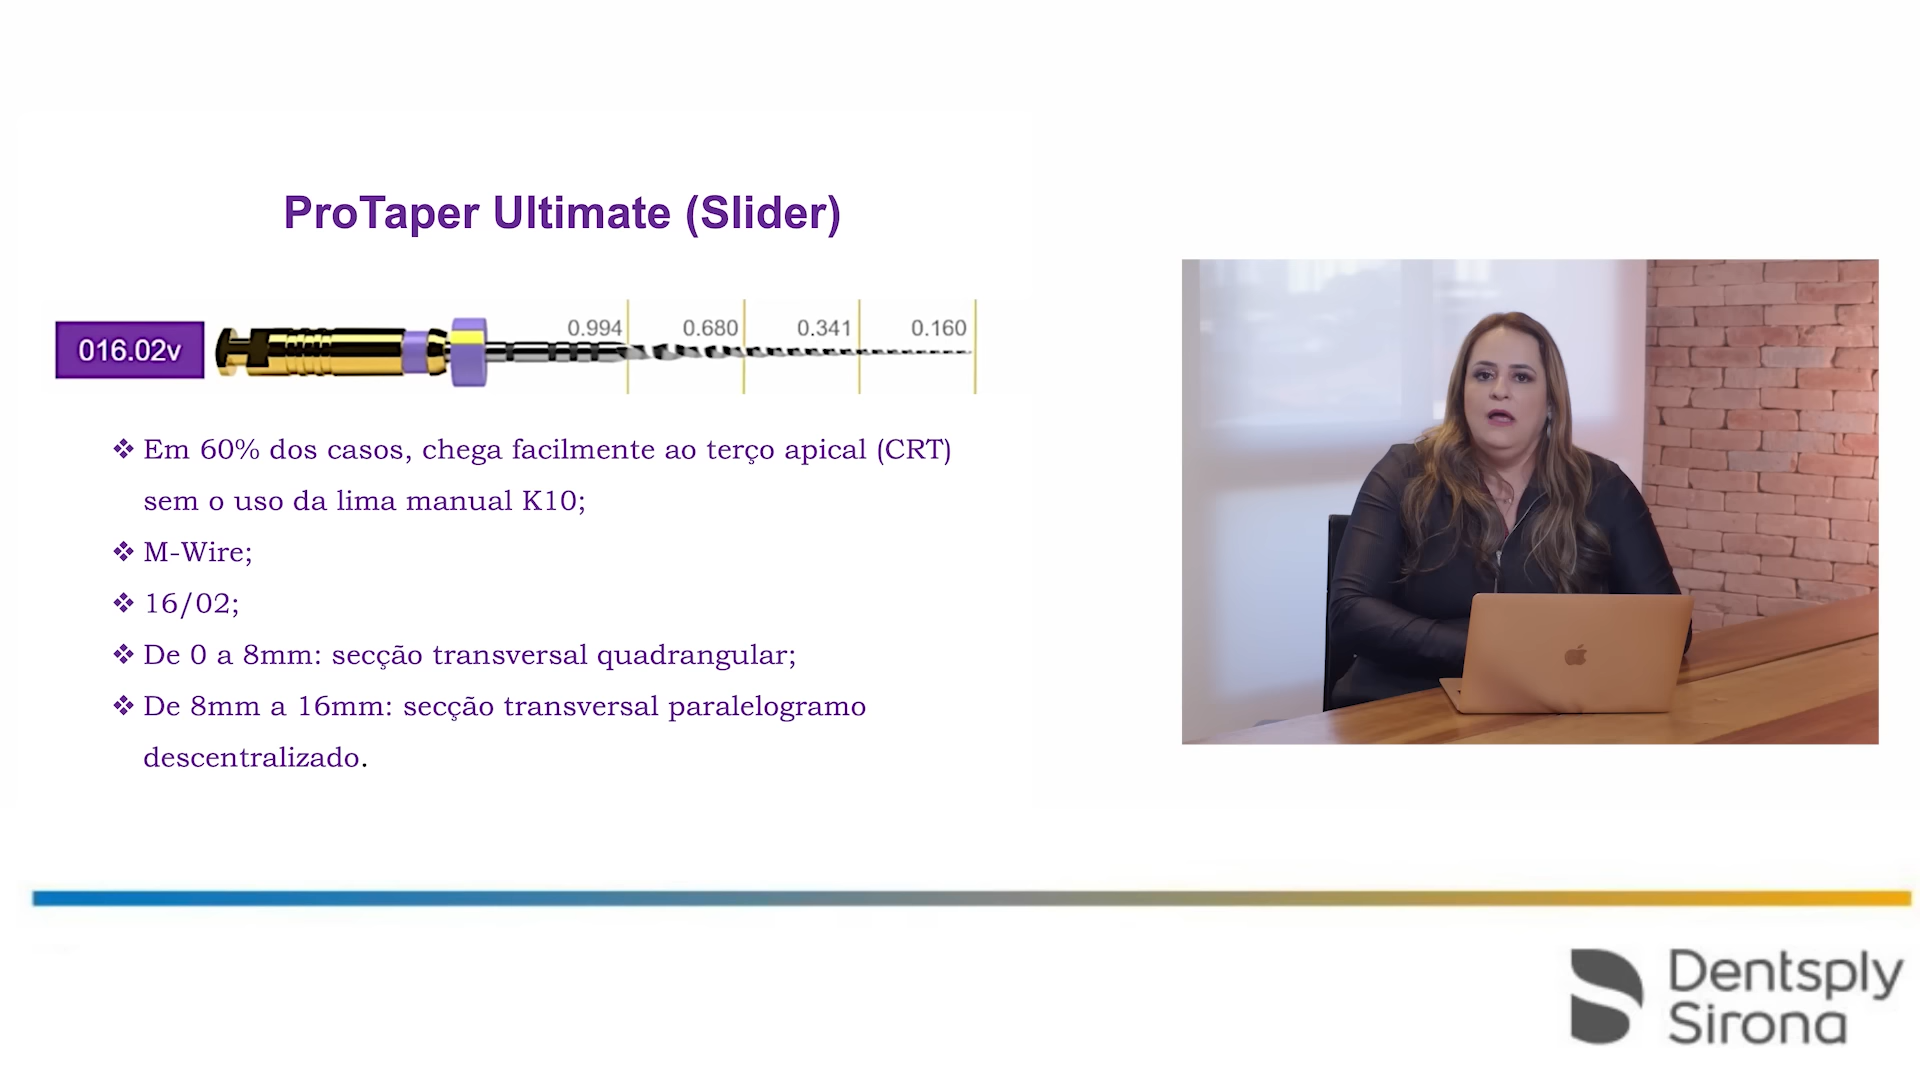 ProTaper Ultimate (Slider)
016.02v
0.994 0.680 0.341 0.160
❖ Em 60% dos casos, chega facilmente ao terço apical (CRT)
sem o uso da lima manual K10;
❖ M-Wire;
❖ 16/02;
❖ De 0 a 8mm: secção transversal quadrangular;
❖ De 8mm a 16mm: secção transversal paralelogramo
descentralizado.
Dentsply
Sirona